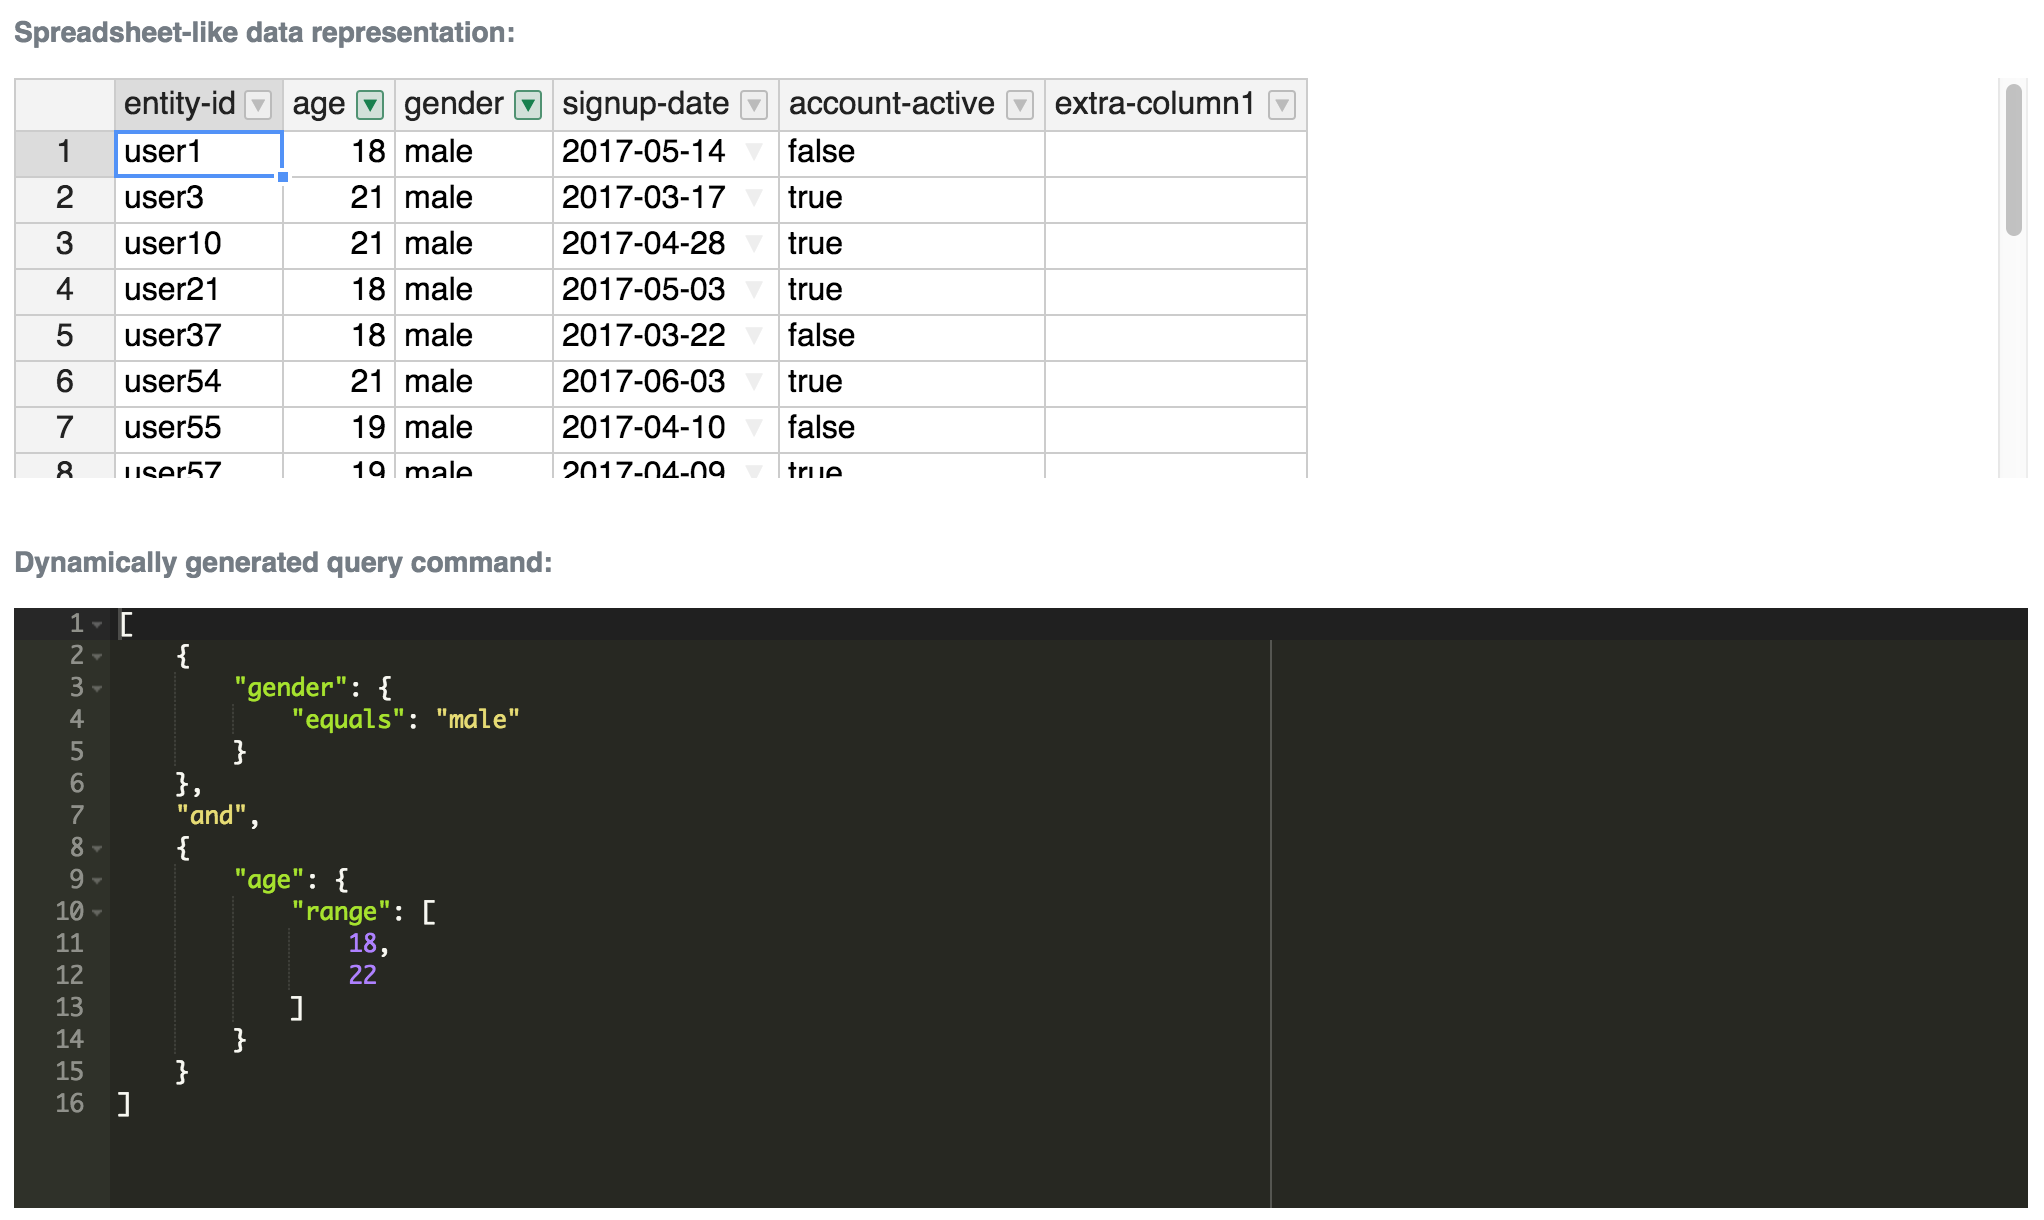 Spreadsheet-like data representation:
entity-id age gender signup-date account-active extra-column1
1 user1 18 male 2017-05-14 false
2 user3 21 male 2017-03-17 true
3 user10 21 male 2017-04-28 true
4 user21 18 male 2017-05-03 true
5 user37 18 male 2017-03-22 false
6 user54 21 male 2017-06-03 true
7 user55 19 male 2017-04-10 false
8 user57 19 male 2017-04-09 true
Dynamically generated query command:
1 [
2 {
3 "gender": {
4 "equals": "male"
5 }
6 },
7 "and",
8 {
9 "age": {
10 "range": [
11 18,
12 22
13 ]
14 }
15 }
16 ]